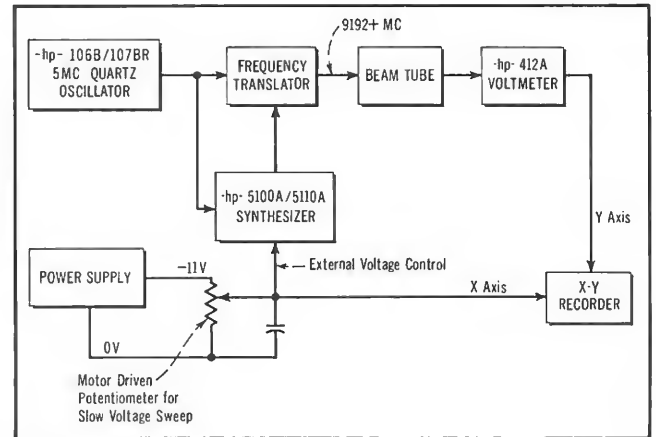 -hp- 106B/107BR
5MC QUARTZ
OSCILLATOR
FREQUENCY
TRANSLATOR
9192+ MC
BEAM TUBE
-hp- 412A
VOLTMETER
-hp- 5100A/5110A
SYNTHESIZER
Y Axis
External Voltage Control
POWER SUPPLY
-11V
X Axis
X-Y
RECORDER
0V
Motor Driven
Potentiometer for
Slow Voltage Sweep